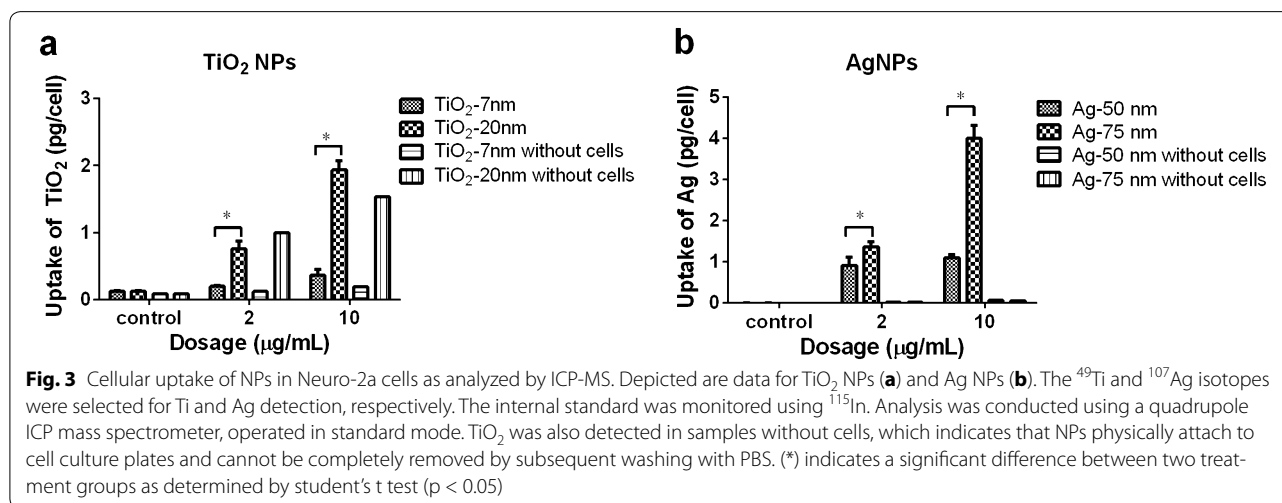 a
TiO₂ NPs
Uptake of TiO₂ (pg/cell)
3
2
1
0
*
*
control
2
10
Dosage (μg/mL)
TiO₂-7nm
TiO₂-20nm
TiO₂-7nm without cells
TiO₂-20nm without cells
b
AgNPs
Uptake of Ag (pg/cell)
5
4
3
2
1
0
*
*
control
2
10
Dosage (μg/mL)
Ag-50 nm
Ag-75 nm
Ag-50 nm without cells
Ag-75 nm without cells
Fig. 3 Cellular uptake of NPs in Neuro-2a cells as analyzed by ICP-MS. Depicted are data for TiO₂ NPs (a) and Ag NPs (b). The ⁴⁹Ti and ¹⁰⁷Ag isotopes
were selected for Ti and Ag detection, respectively. The internal standard was monitored using ¹¹⁵In. Analysis was conducted using a quadrupole
ICP mass spectrometer, operated in standard mode. TiO₂ was also detected in samples without cells, which indicates that NPs physically attach to
cell culture plates and cannot be completely removed by subsequent washing with PBS. (*) indicates a significant difference between two treat-
ment groups as determined by student’s t test (p < 0.05)